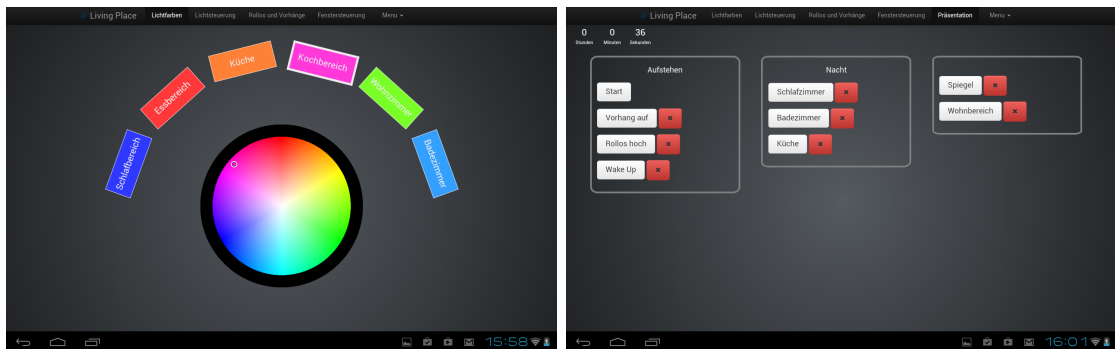 Living Place Lichtfarben Lichtsteuerung Rollos und Vorhänge Fenstersteuerung Menu
Küche
Kochbereich
Essbereich
Wohnzimmer
Schlafbereich
Badezimmer
15:58
Living Place Lichtfarben Lichtsteuerung Rollos und Vorhänge Fenstersteuerung Präsentation Menu
0 0 36
Stunden Minuten Sekunden
Aufstehen
Start
Vorhang auf
Rollos hoch
Wake Up
Nacht
Schlafzimmer
Badezimmer
Küche
Spiegel
Wohnbereich
16:01